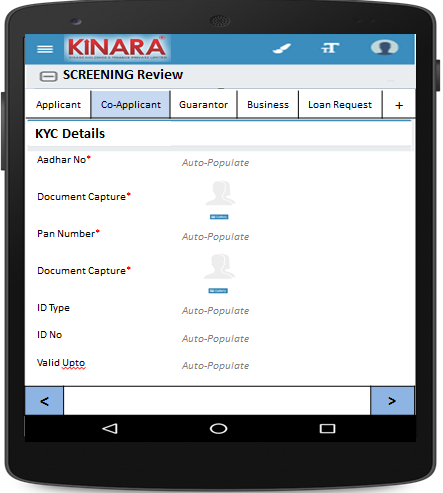 KINARA
SCREENING Review
Applicant Co-Applicant Guarantor Business Loan Request +
KYC Details
Aadhar No* Auto-Populate
Document Capture*
Pan Number* Auto-Populate
Document Capture*
ID Type Auto-Populate
ID No Auto-Populate
Valid Upto Auto-Populate
< >